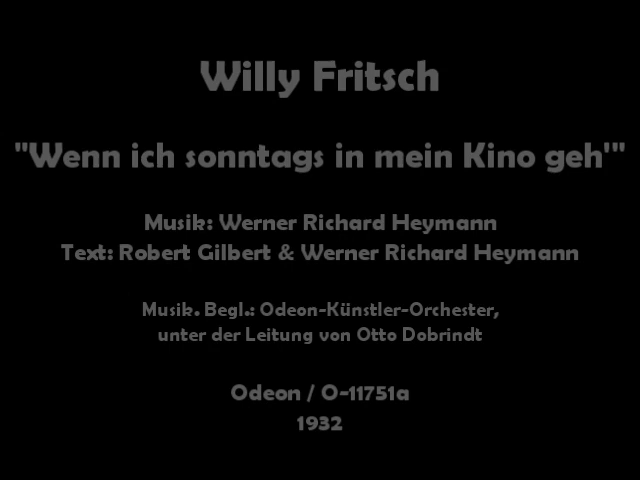 Willy Fritsch
"Wenn ich sonntags in mein Kino geh'"
Musik: Werner Richard Heymann
Text: Robert Gilbert & Werner Richard Heymann
Musik. Begl.: Odeon-Künstler-Orchester,
unter der Leitung von Otto Dobrindt
Odeon / O-11751a
1932